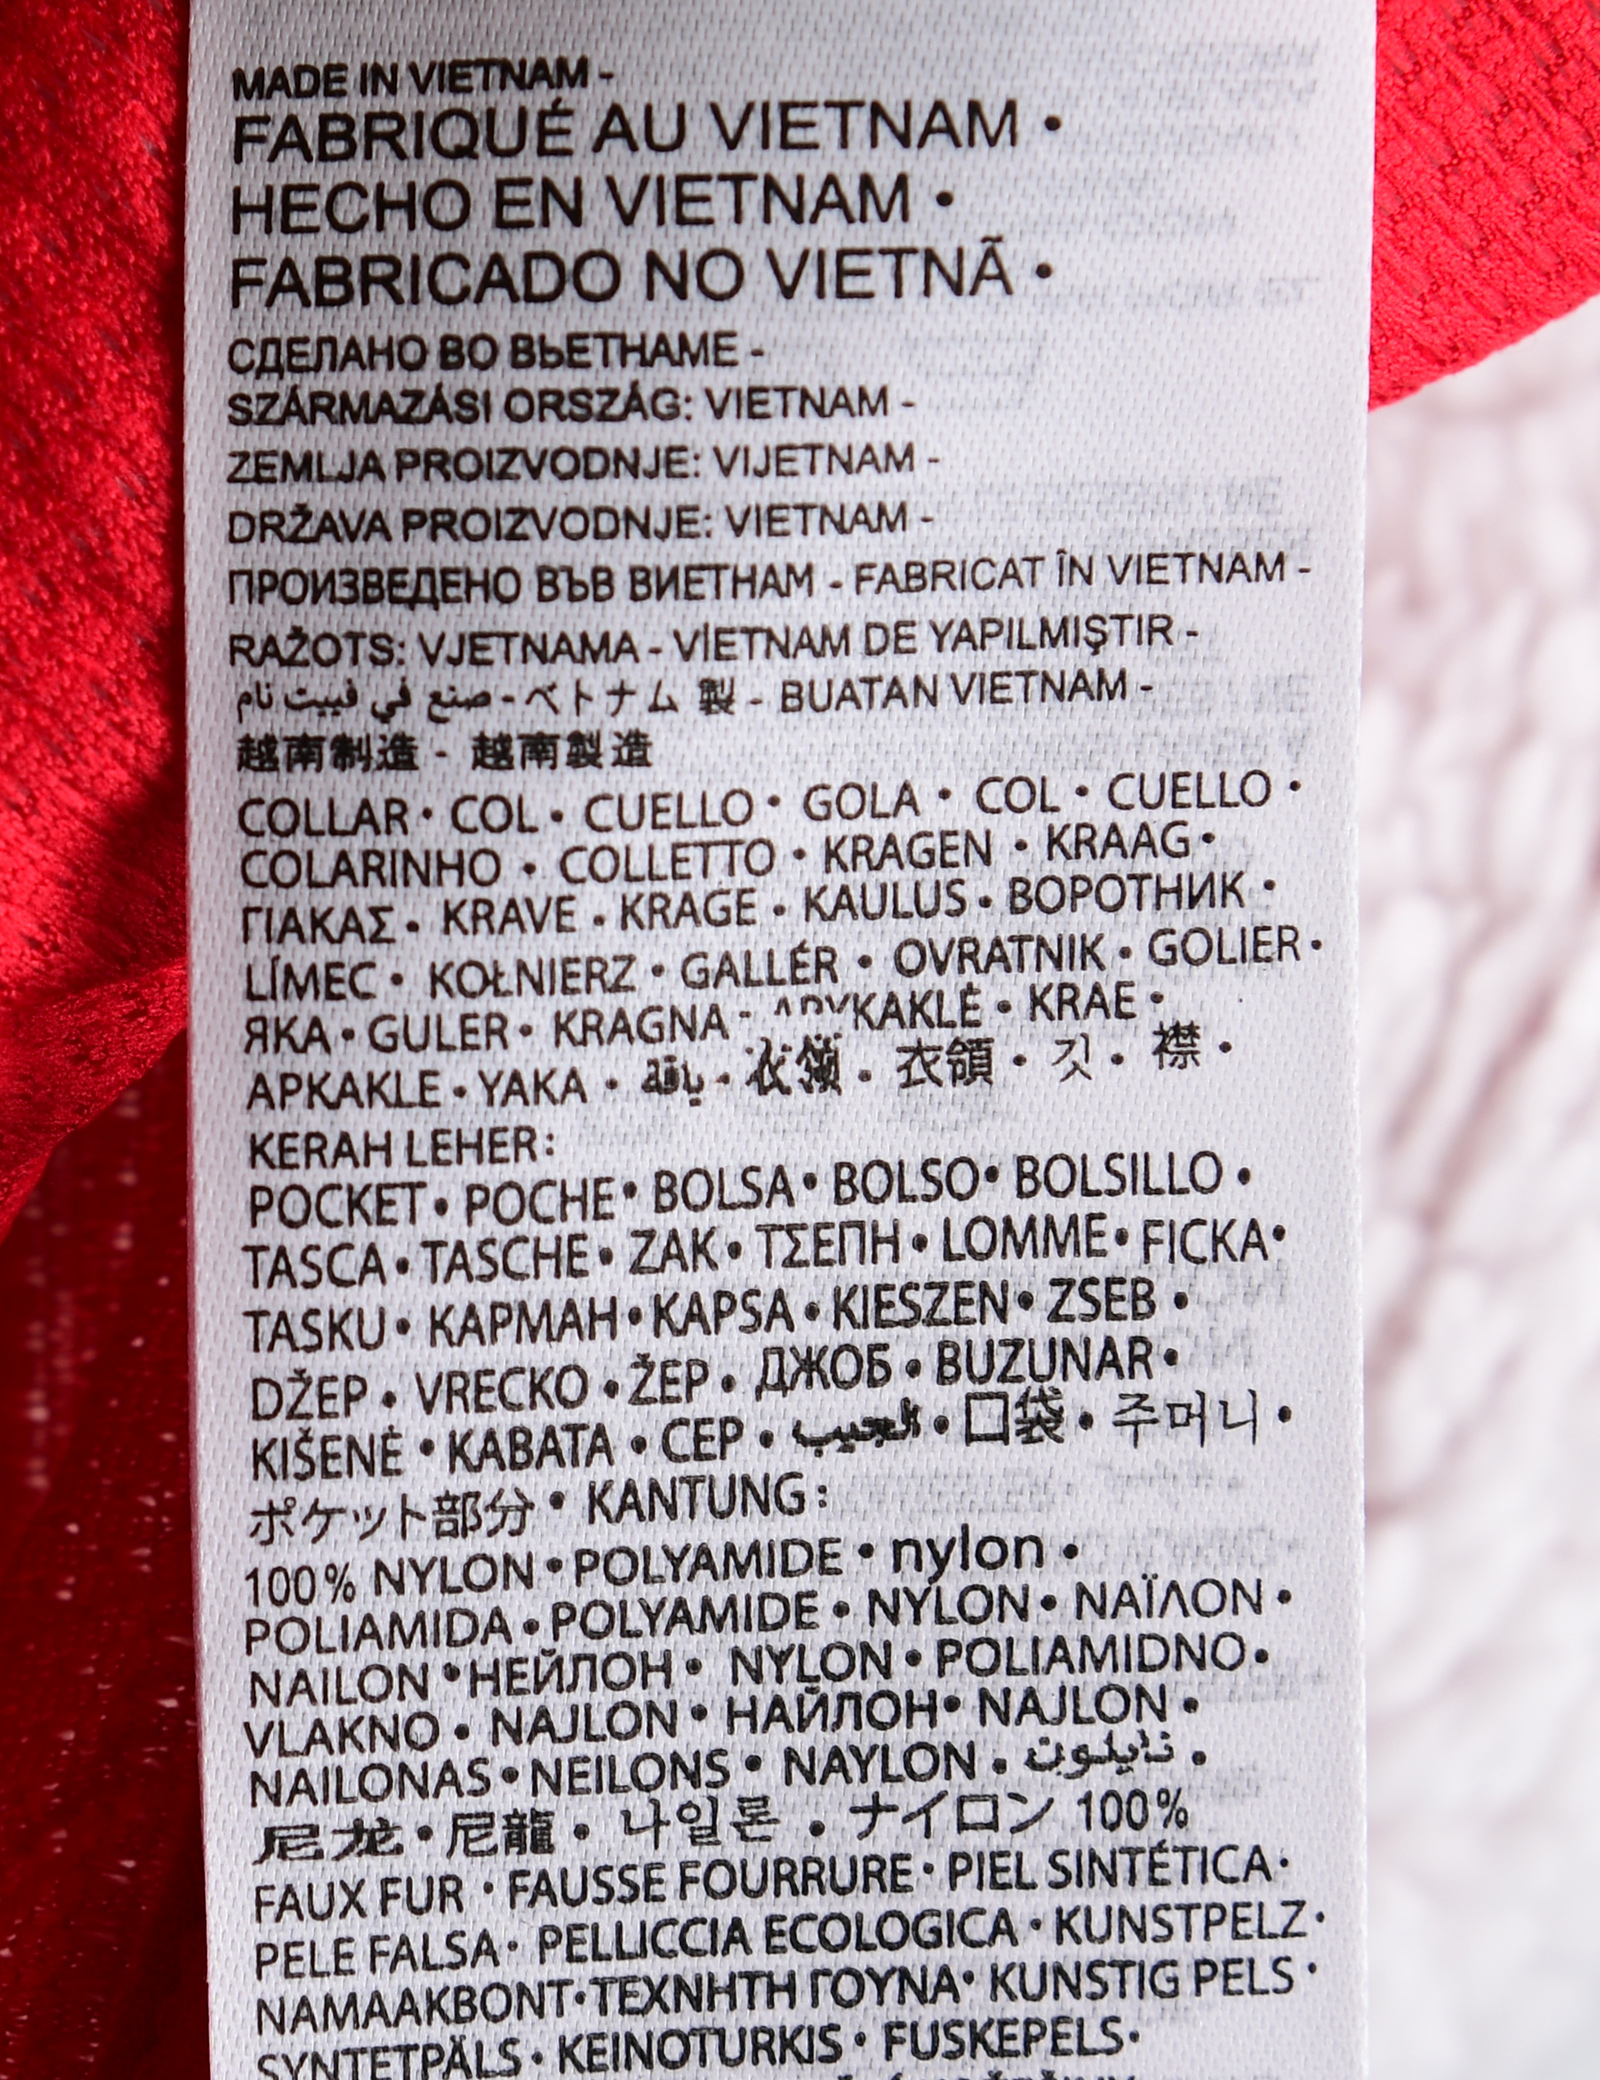 MADE IN VIETNAM -
FABRIQUÉ AU VIETNAM •
HECHO EN VIETNAM •
FABRICADO NO VIETNÃ •
СДЕЛАНО ВО ВЬЕТНАМЕ -
SZÁRMAZÁSI ORSZÁG: VIETNAM -
ZEMLJA PROIZVODNJE: VIJETNAM -
DRŽAVA PROIZVODNJE: VIETNAM -
ПРОИЗВЕДЕНО ВЪВ ВИЕТНАМ - FABRICAT ÎN VIETNAM -
RAŽOTS: VJETNAMA - VİETNAM DE YAPILMIŞTIR -
صنع في فييت نام - ベトナム 製 - BUATAN VIETNAM -
越南制造 - 越南製造
COLLAR • COL • CUELLO • GOLA • COL • CUELLO •
COLARINHO • COLLETTO • KRAGEN • KRAAG •
ΓΙΑΚΑΣ • KRAVE • KRAGE • KAULUS • ВОРОТНИК •
LÍMEC • KOŁNIERZ • GALLÉR • OVRATNIK • GOLIER •
ЯКА • GULER • KRAGNA - KRAE •
APKAKLE • YAKA • ياقة • 衣领 • 衣領 • 깃 • 襟 •
KERAH LEHER:
POCKET • POCHE • BOLSA • BOLSO • BOLSILLO •
TASCA • TASCHE • ZAK • ΤΣΕΠΗ • LOMME • FICKA •
TASKU • КАРМАН • KAPSA • KIESZEN • ZSEB •
DŽEP • VRECKO • ŽEP • ДЖОБ • BUZUNAR •
KIŠENĖ • KABATA • CEP • الجيب • 口袋 • 주머니 •
ポケット部分 • KANTUNG:
100% NYLON • POLYAMIDE • nylon •
POLIAMIDA • POLYAMIDE • NYLON • ΝΑΪΛΟΝ •
NAILON • НЕЙЛОН • NYLON • POLIAMIDNO •
VLAKNO • NAJLON • НАЙЛОН • NAJLON •
NAILONAS • NEILONS • NAYLON • نايلون •
尼龙 • 尼龍 • 나일론 • ナイロン 100%
FAUX FUR • FAUSSE FOURRURE • PIEL SINTÉTICA •
PELE FALSA • PELLICCIA ECOLOGICA • KUNSTPELZ •
NAMAAKBONT • ΤΕΧΝΗΤΗ ΓΟΥΝΑ • KUNSTIG PELS •
SYNTETPÄLS • KEINOTURKIS • FUSKEPELS •